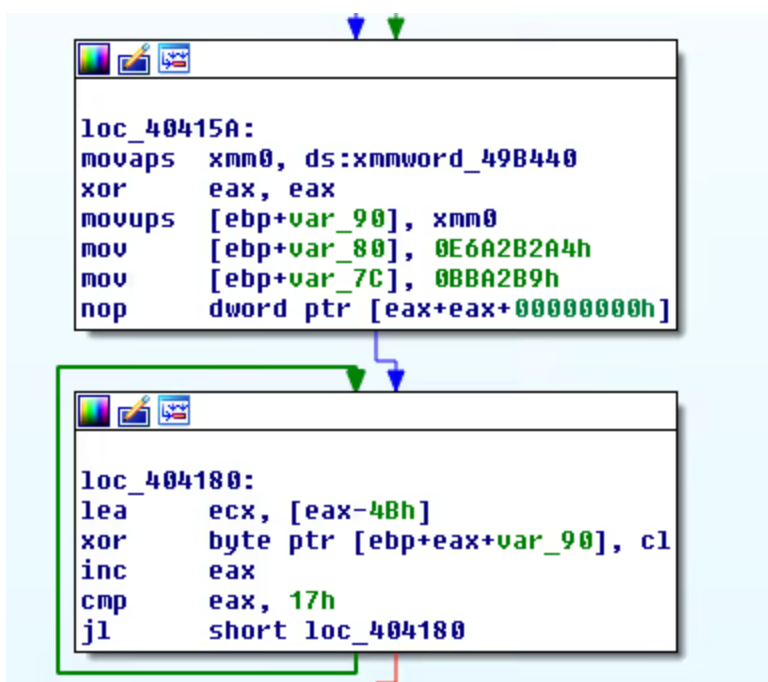 loc_40415A:
movaps xmm0, ds:xmmword_49B440
xor eax, eax
movups [ebp+var_90], xmm0
mov [ebp+var_80], 0E6A2B2A4h
mov [ebp+var_7C], 0BBA2B9h
nop dword ptr [eax+eax+00000000h]
loc_404180:
lea ecx, [eax-4Bh]
xor byte ptr [ebp+eax+var_90], cl
inc eax
cmp eax, 17h
jl short loc_404180